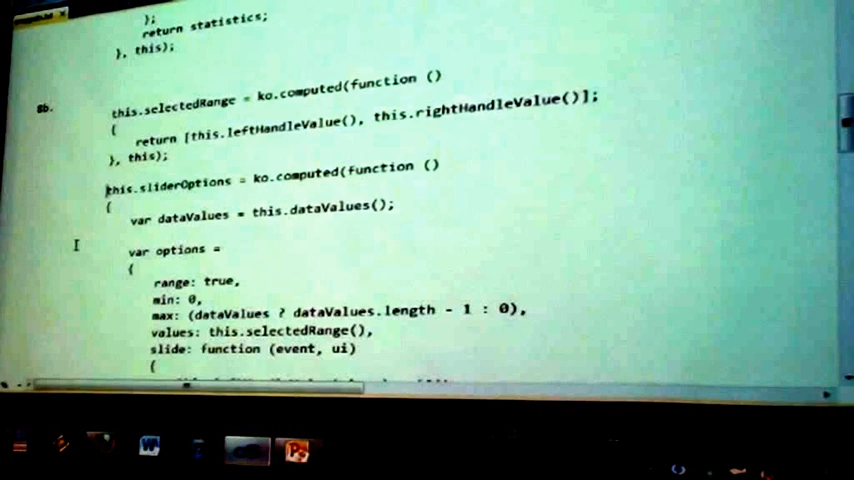 );
return statistics;
}, this);
8b.
this.selectedRange = ko.computed(function ()
{
return [this.leftHandleValue(), this.rightHandleValue()];
}, this);
this.sliderOptions = ko.computed(function ()
{
var dataValues = this.dataValues();
var options =
{
range: true,
min: 0,
max: (dataValues ? dataValues.length - 1 : 0),
values: this.selectedRange(),
slide: function (event, ui)
{